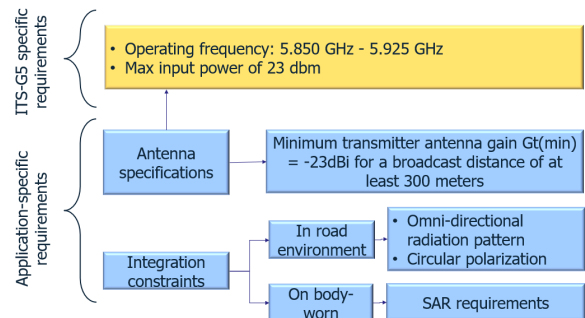 ITS-G5 specific
requirements
• Operating frequency: 5.850 GHz - 5.925 GHz
• Max input power of 23 dbm
Application-specific
requirements
Antenna
specifications
Minimum transmitter antenna gain Gt(min)
= -23dBi for a broadcast distance of at
least 300 meters
Integration
constraints
In road
environment
• Omni-directional
radiation pattern
• Circular polarization
On body-
worn
SAR requirements